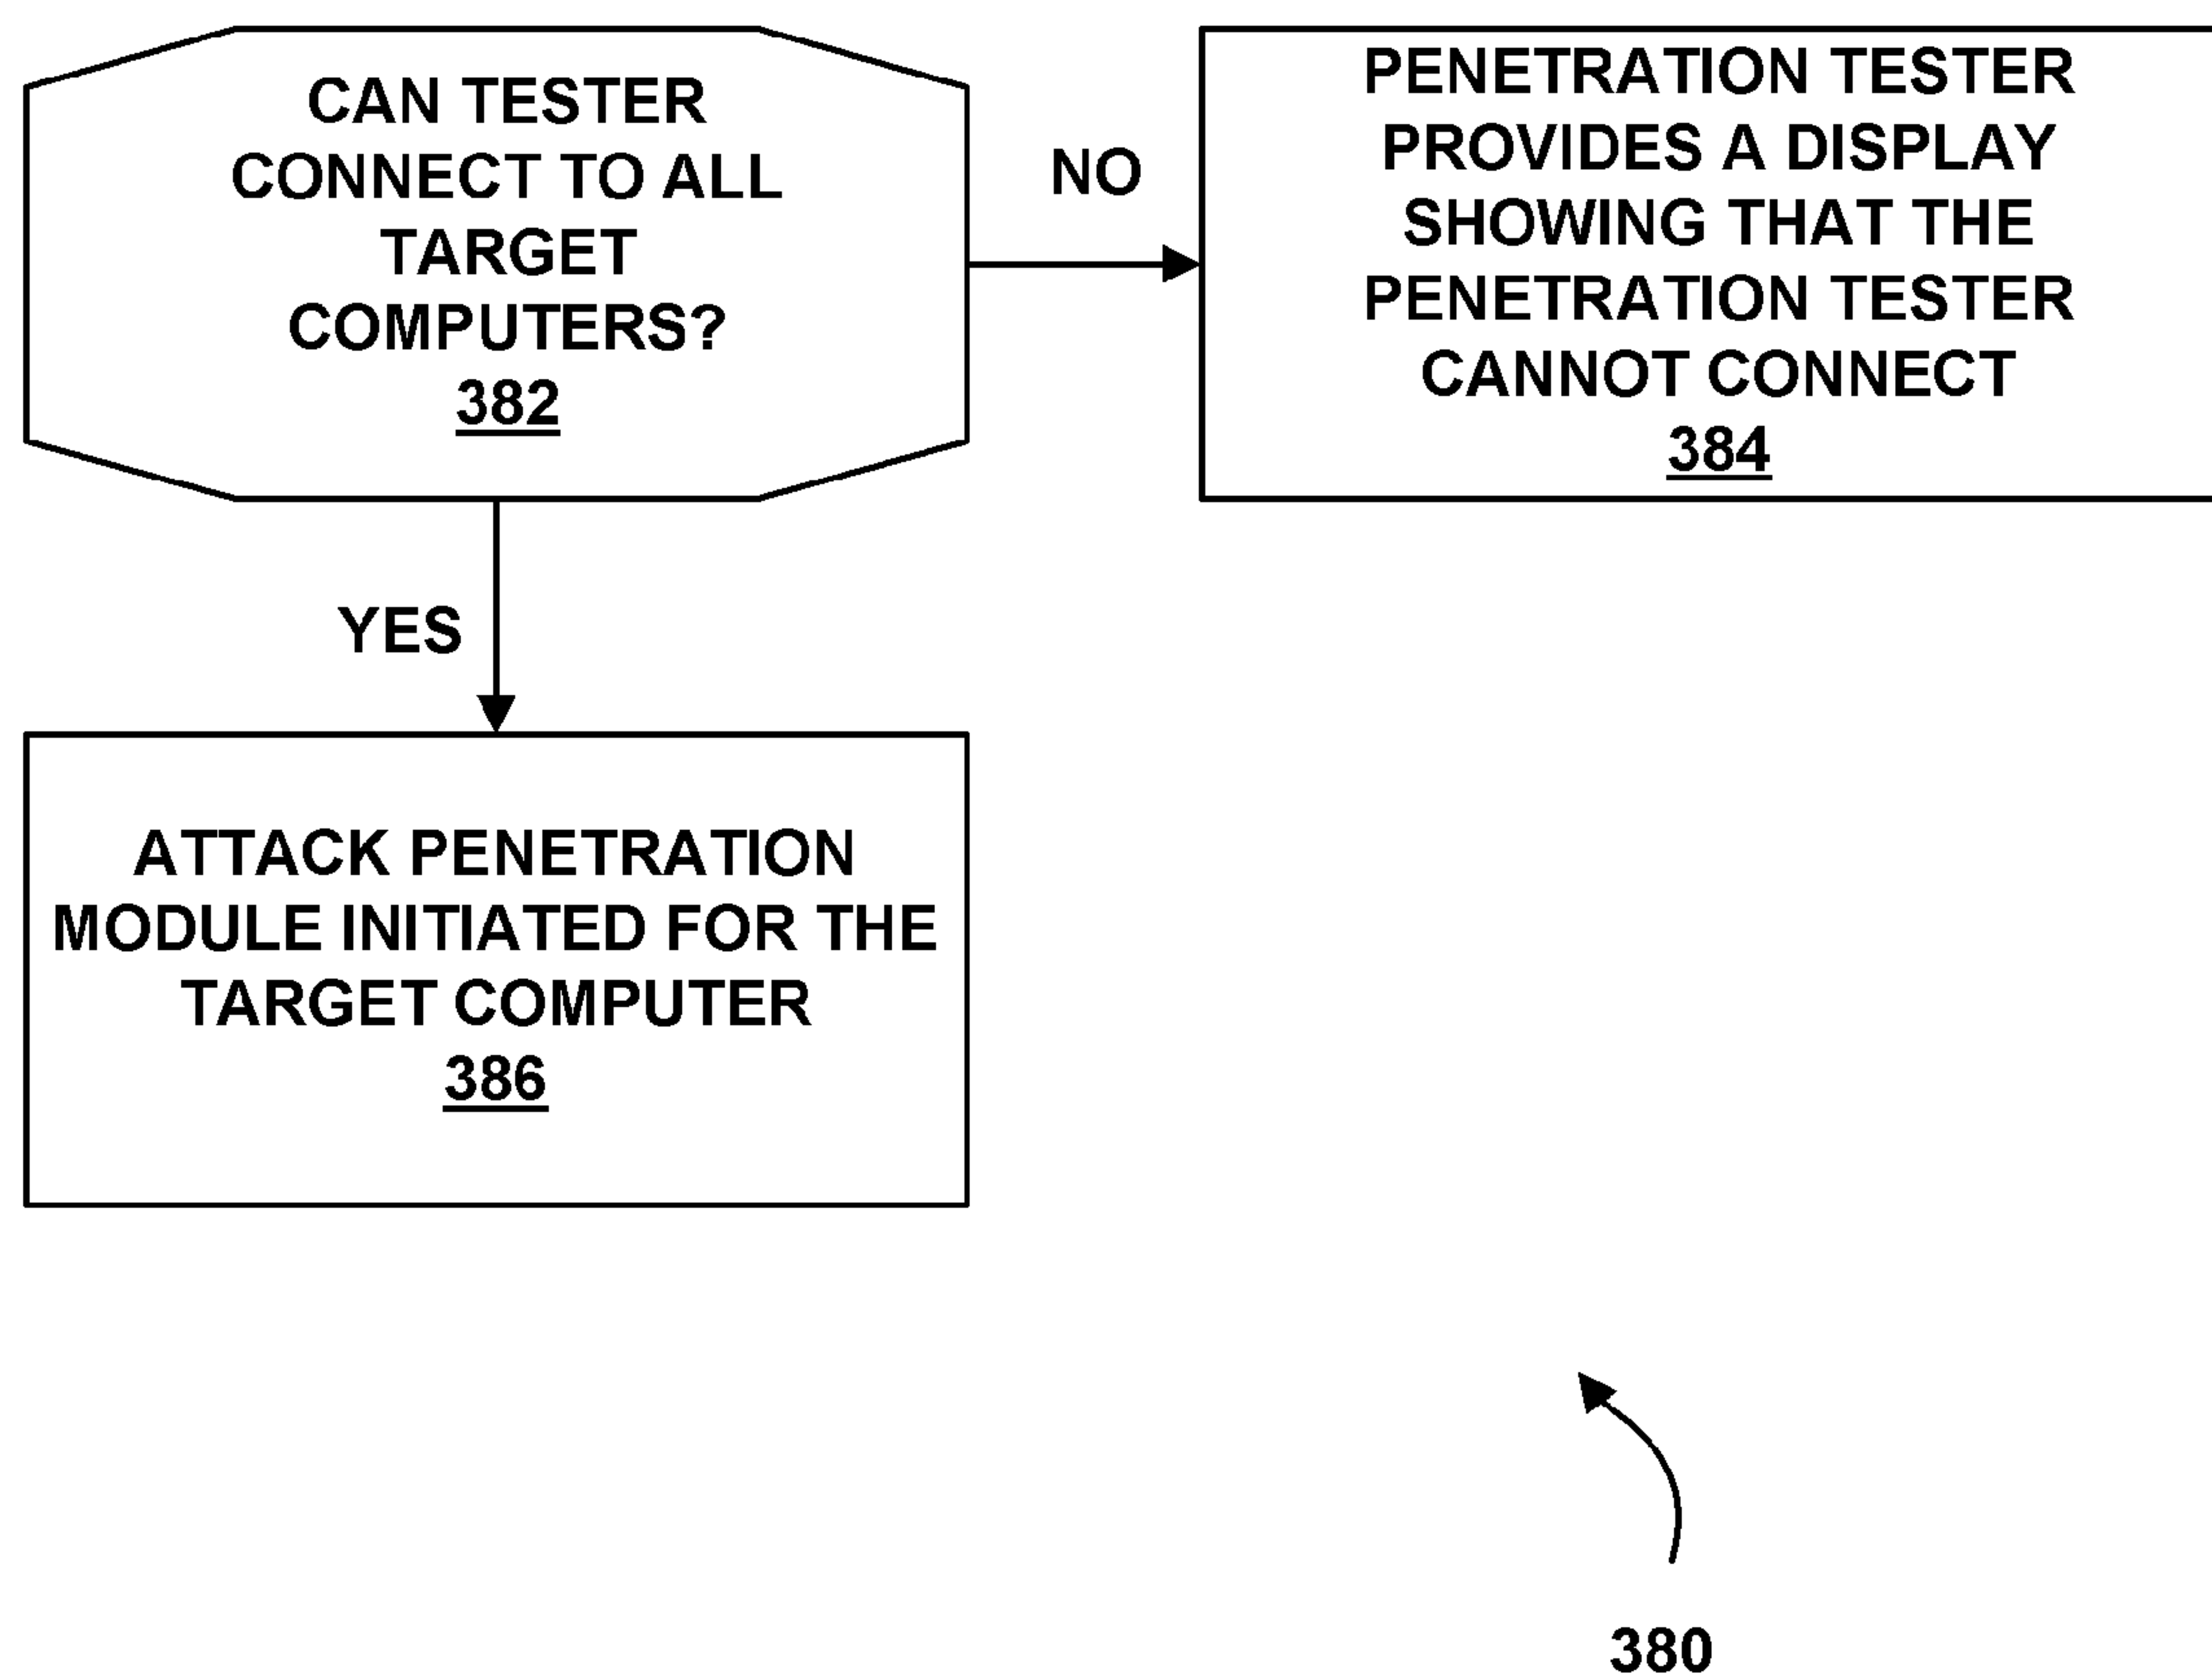 CAN TESTER
CONNECT TO ALL
TARGET
COMPUTERS?
382
NO
PENETRATION TESTER
PROVIDES A DISPLAY
SHOWING THAT THE
PENETRATION TESTER
CANNOT CONNECT
384
YES
ATTACK PENETRATION
MODULE INITIATED FOR THE
TARGET COMPUTER
386
380